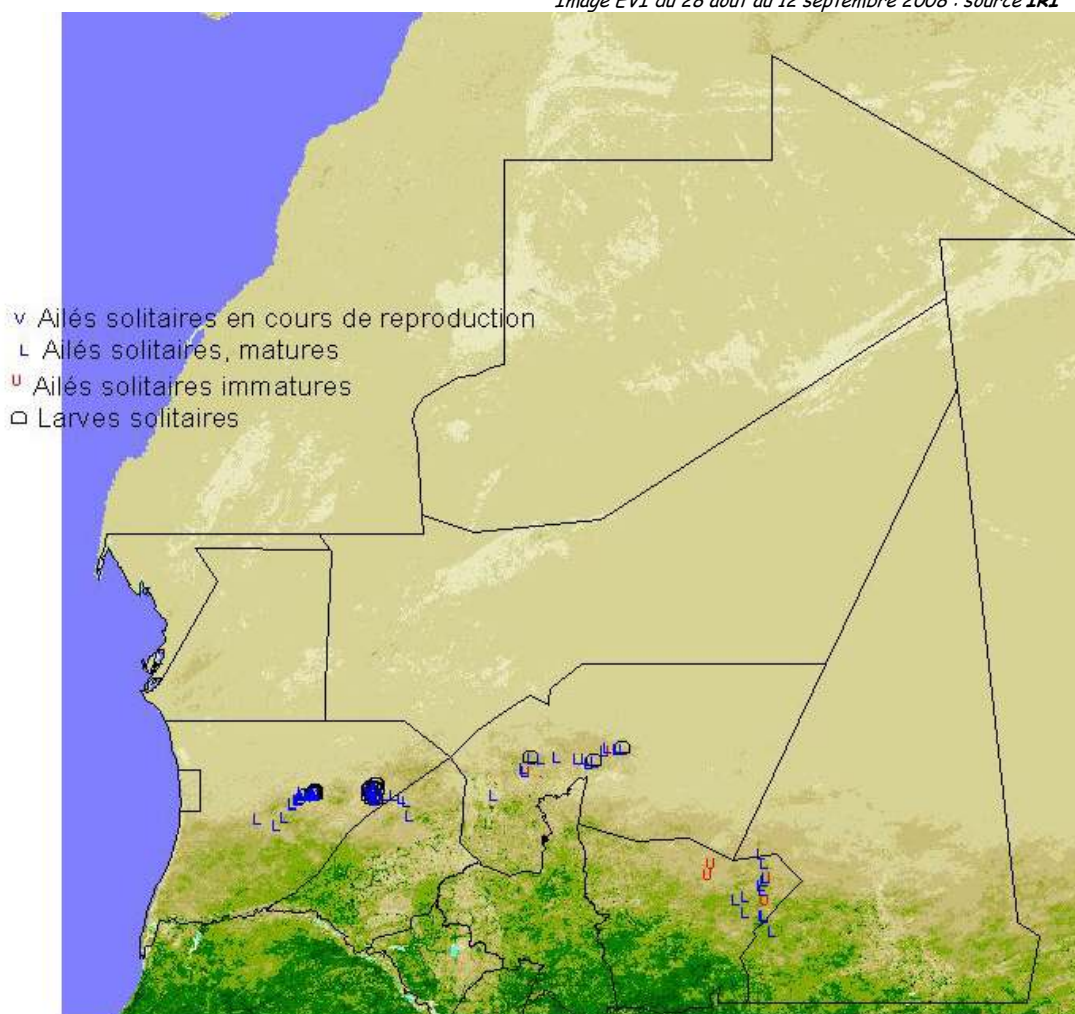 Image EVI du 28 août au 12 septembre 2008 : source IRI
v Ailés solitaires en cours de reproduction
L Ailés solitaires, matures
U Ailés solitaires immatures
Larves solitaires